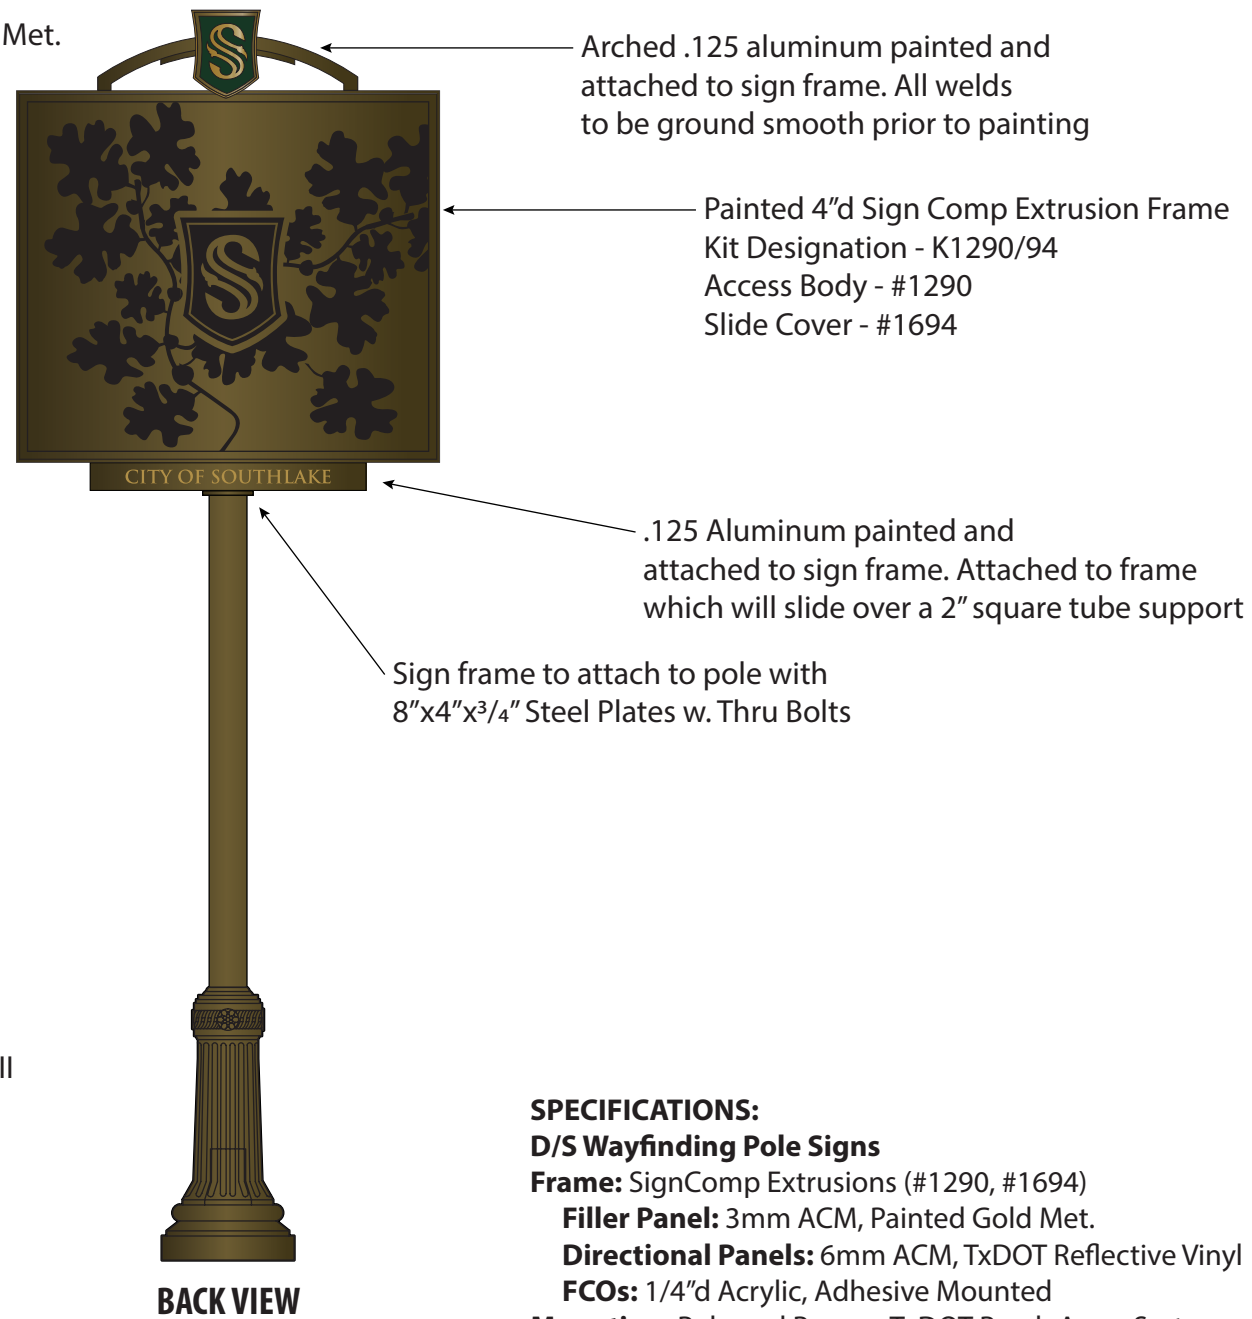 Met.
Arched .125 aluminum painted and
attached to sign frame. All welds
to be ground smooth prior to painting
Painted 4”d Sign Comp Extrusion Frame
Kit Designation - K1290/94
Access Body - #1290
Slide Cover - #1694
CITY OF SOUTHLAKE
.125 Aluminum painted and
attached to sign frame. Attached to frame
which will slide over a 2” square tube support
Sign frame to attach to pole with
8”x4”x³/₄” Steel Plates w. Thru Bolts
ll
BACK VIEW
SPECIFICATIONS:
D/S Wayfinding Pole Signs
Frame: SignComp Extrusions (#1290, #1694)
Filler Panel: 3mm ACM, Painted Gold Met.
Directional Panels: 6mm ACM, TxDOT Reflective Vinyl
FCOs: 1/4”d Acrylic, Adhesive Mounted